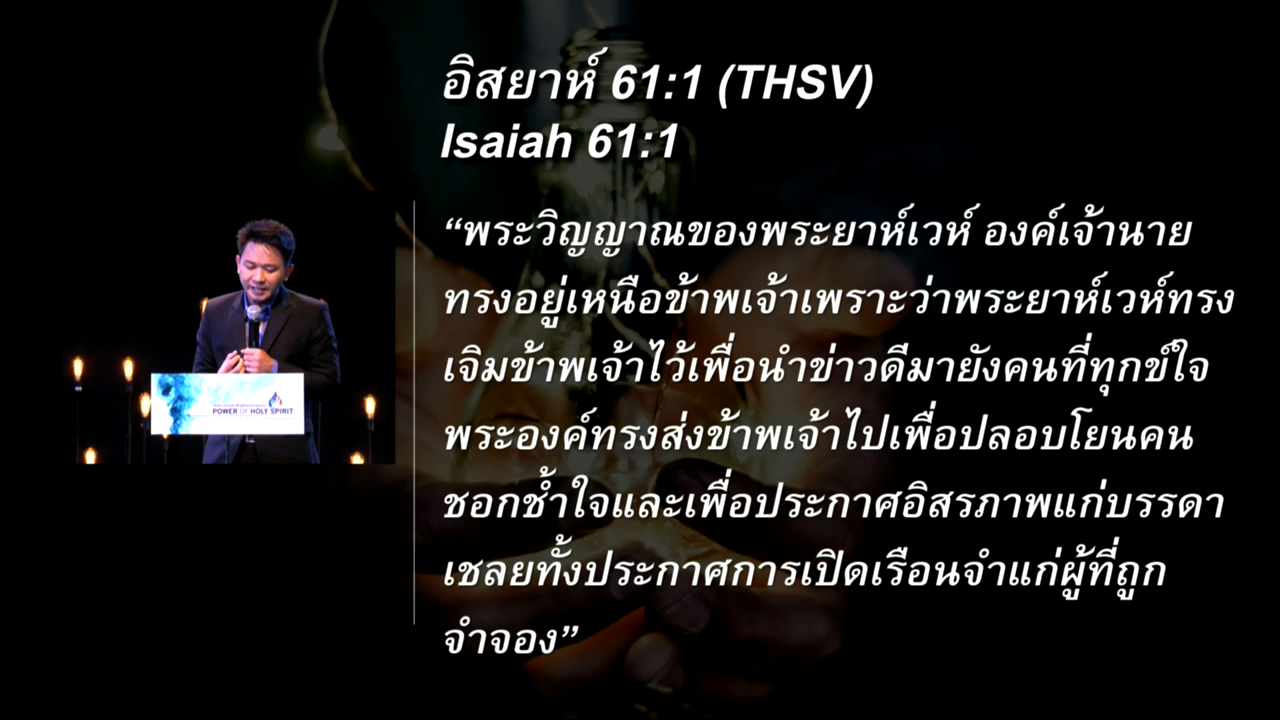 อิสยาห์ 61:1 (THSV)
Isaiah 61:1
“พระวิญญาณของพระยาห์เวห์ องค์เจ้านาย
ทรงอยู่เหนือข้าพเจ้าเพราะว่าพระยาห์เวห์ทรง
เจิมข้าพเจ้าไว้เพื่อนำข่าวดีมายังคนที่ทุกข์ใจ
พระองค์ทรงส่งข้าพเจ้าไปเพื่อปลอบโยนคน
ชอกช้ำใจและเพื่อประกาศอิสรภาพแก่บรรดา
เชลยทั้งประกาศการเปิดเรือนจำแก่ผู้ที่ถูก
จำจอง”
POWER OF HOLY SPIRIT